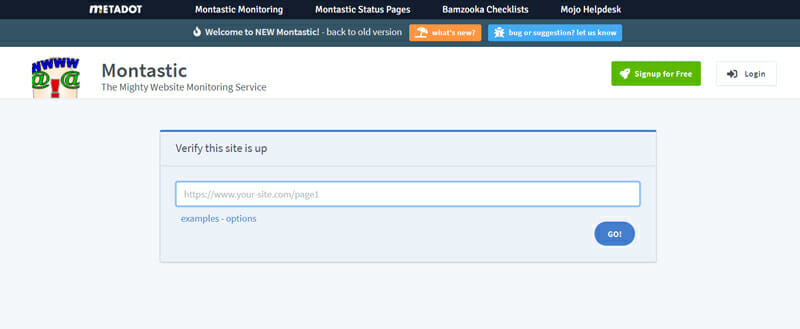 METADOT Montastic Monitoring Montastic Status Pages Bamzooka Checklists Mojo Helpdesk
Welcome to NEW Montastic! - back to old version what's new? bug or suggestion? let us know
NWWW
@!@
Montastic
The Mighty Website Monitoring Service
Signup for Free Login
Verify this site is up
https://www.your-site.com/page1
examples - options
GO!